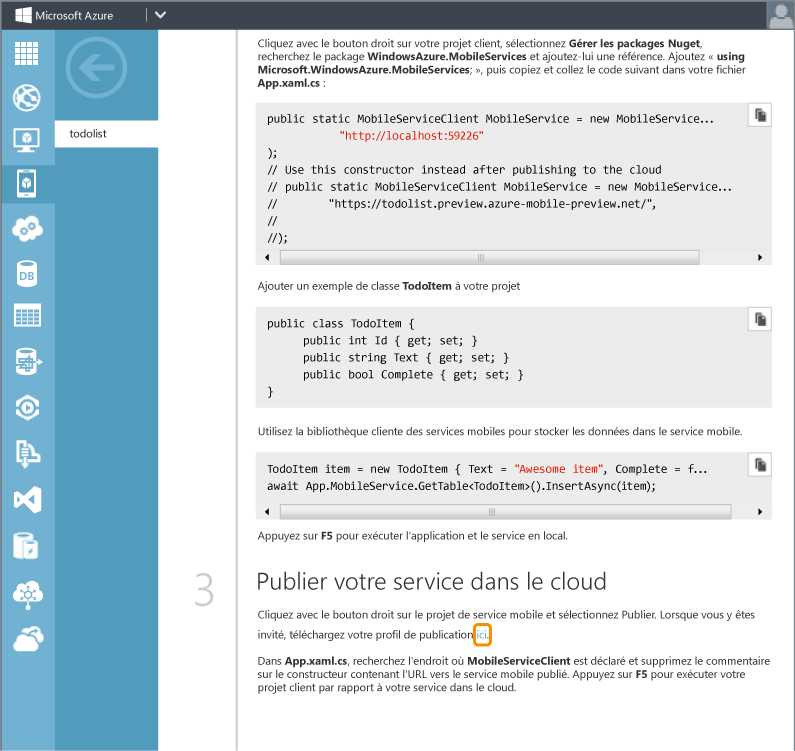 Microsoft Azure
todolist
DB
Cliquez avec le bouton droit sur votre projet client, sélectionnez Gérer les packages Nuget,
recherchez le package WindowsAzure.MobileServices et ajoutez-lui une référence. Ajoutez « using
Microsoft.WindowsAzure.MobileServices; », puis copiez et collez le code suivant dans votre fichier
App.xaml.cs :
public static MobileServiceClient MobileService = new MobileService...
"http://localhost:59226"
);
// Use this constructor instead after publishing to the cloud
// public static MobileServiceClient MobileService = new MobileService...
// "https://todolist.preview.azure-mobile-preview.net/",
//
//);
Ajouter un exemple de classe TodoItem à votre projet
public class TodoItem {
public int Id { get; set; }
public string Text { get; set; }
public bool Complete { get; set; }
}
Utilisez la bibliothèque cliente des services mobiles pour stocker les données dans le service mobile.
TodoItem item = new TodoItem { Text = "Awesome item", Complete = f...
await App.MobileService.GetTable<TodoItem>().InsertAsync(item);
Appuyez sur F5 pour exécuter l'application et le service en local.
3 Publier votre service dans le cloud
Cliquez avec le bouton droit sur le projet de service mobile et sélectionnez Publier. Lorsque vous y êtes
invité, téléchargez votre profil de publication ici.
Dans App.xaml.cs, recherchez l'endroit où MobileServiceClient est déclaré et supprimez le commentaire
sur le constructeur contenant l'URL vers le service mobile publié. Appuyez sur F5 pour exécuter votre
projet client par rapport à votre service dans le cloud.